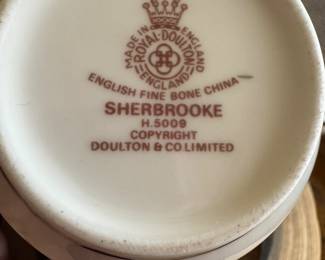 MADE IN ENGLAND
ROYAL·DOULTON
ENGLAND
ENGLISH FINE BONE CHINA
SHERBROOKE
H.5009
COPYRIGHT
DOULTON & CO LIMITED